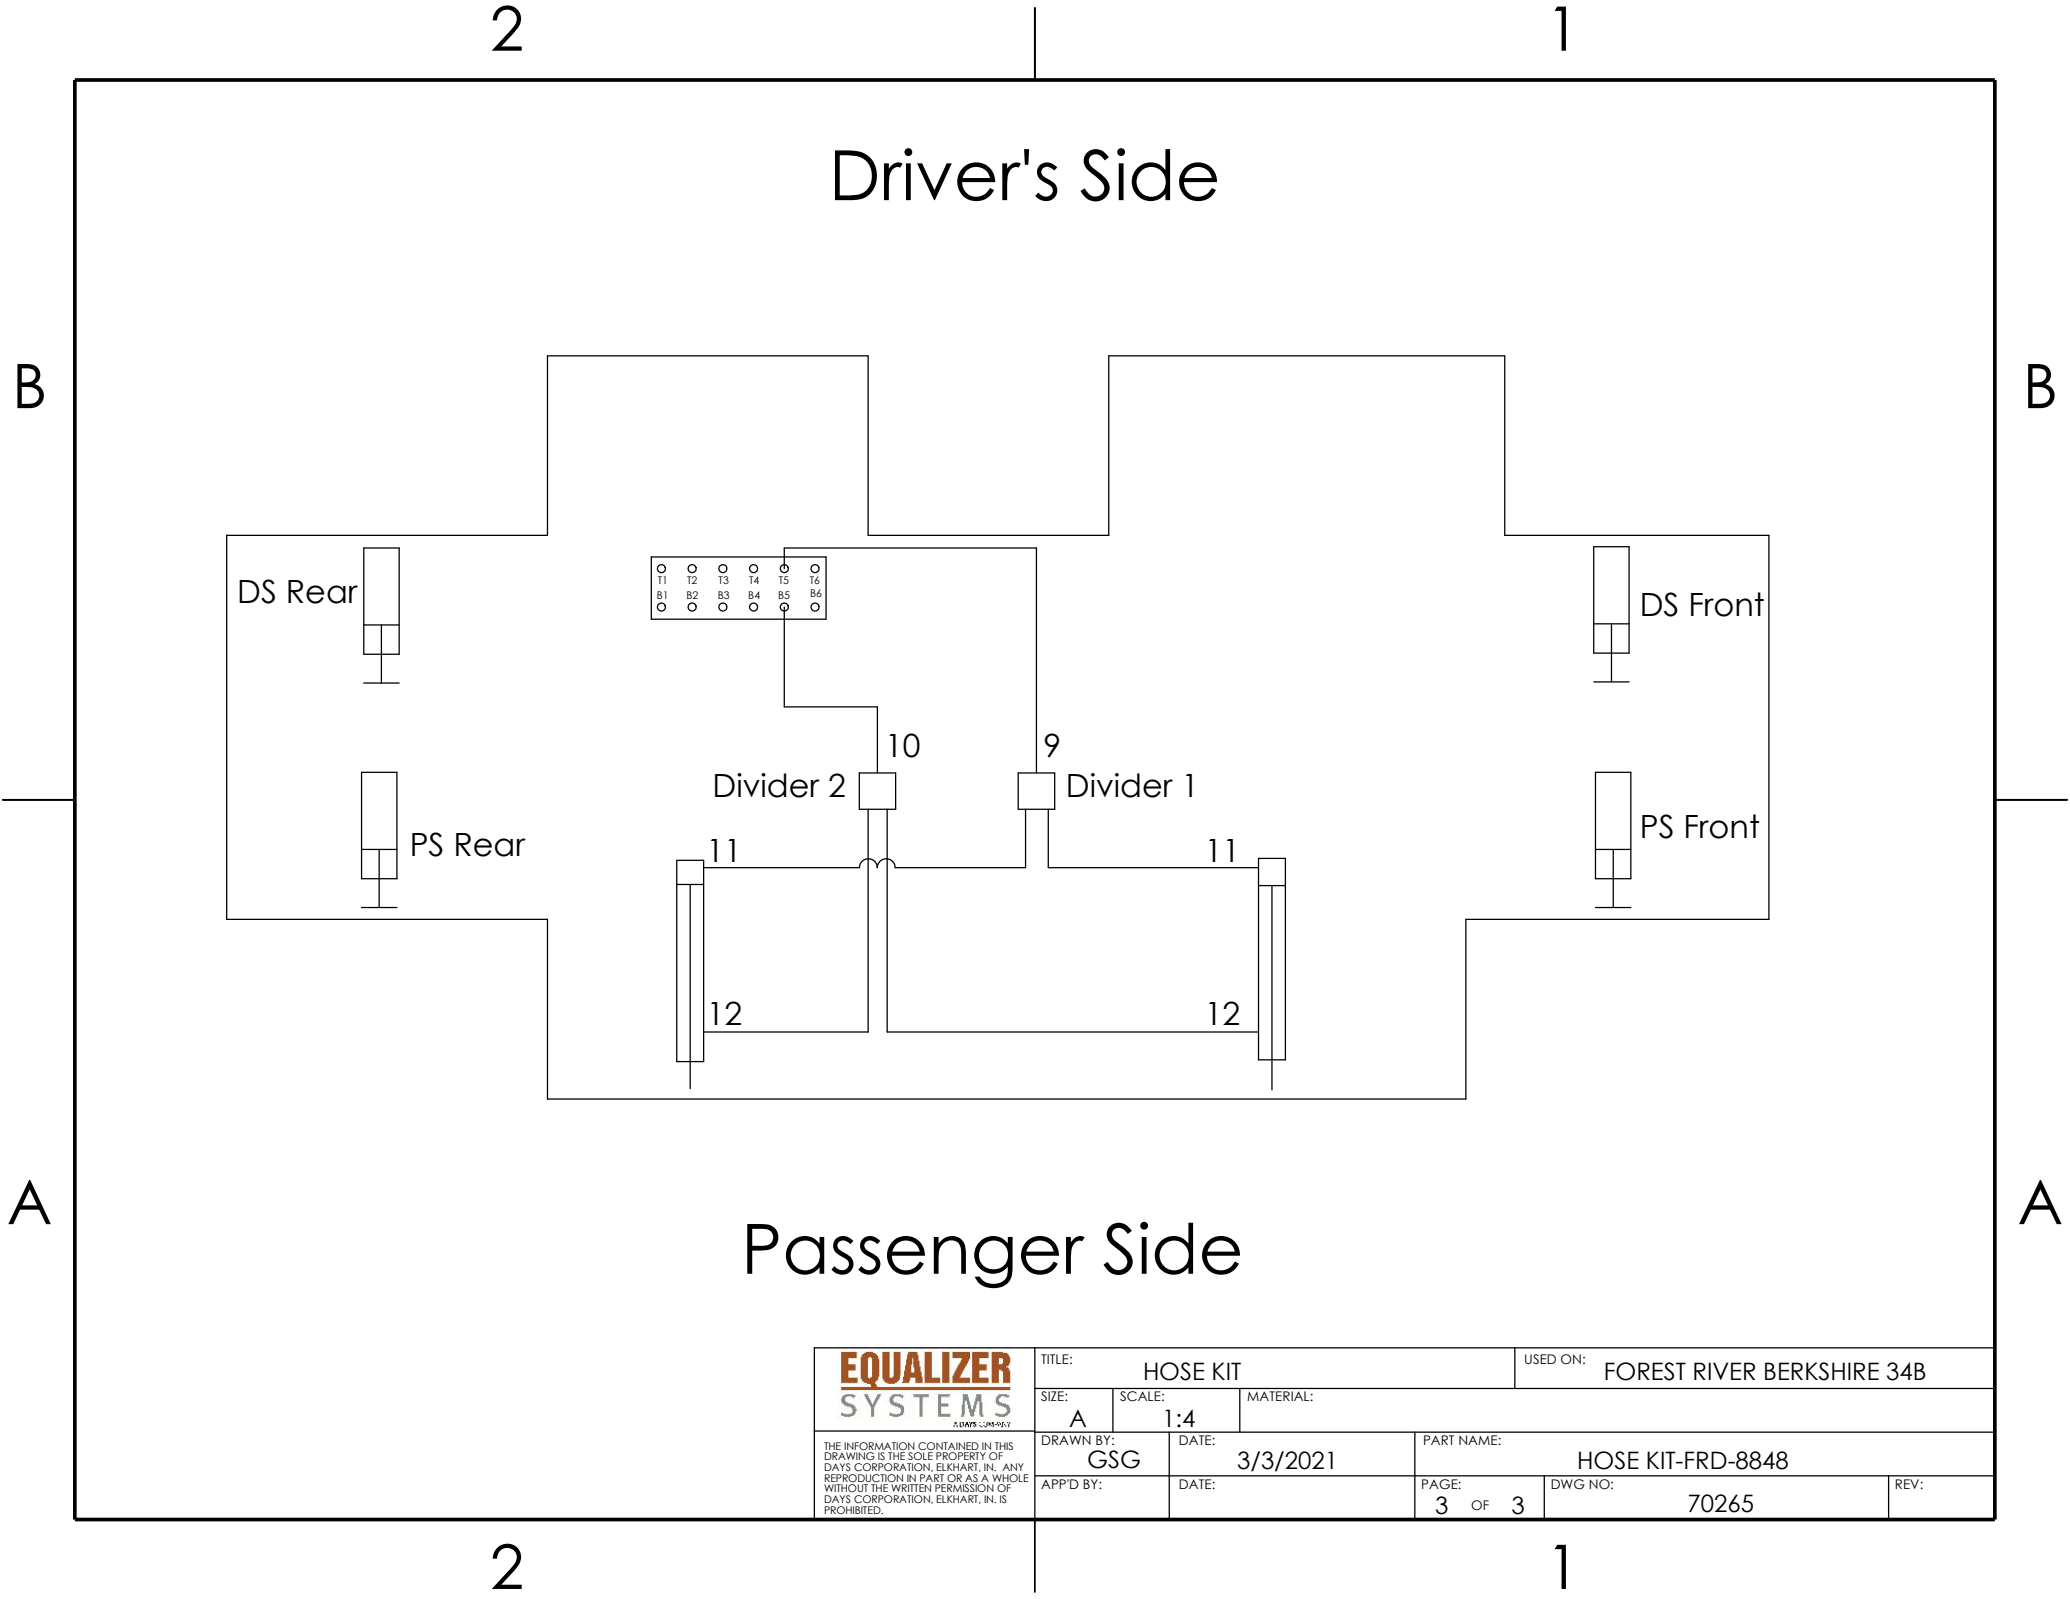 2 1
Driver's Side
B B
T1 T2 T3 T4 T5 T6
B1 B2 B3 B4 B5 B6
DS Rear
DS Front
10 9
Divider 2
Divider 1
PS Rear
PS Front
11 11
12 12
A A
Passenger Side
EQUALIZER
SYSTEMS
A DAYS COMPANY
THE INFORMATION CONTAINED IN THIS
DRAWING IS THE SOLE PROPERTY OF
DAYS CORPORATION, ELKHART, IN. ANY
REPRODUCTION IN PART OR AS A WHOLE
WITHOUT THE WRITTEN PERMISSION OF
DAYS CORPORATION, ELKHART, IN. IS
PROHIBITED.
TITLE: HOSE KIT
USED ON: FOREST RIVER BERKSHIRE 34B
SIZE: A
SCALE: 1:4
MATERIAL:
DRAWN BY: GSG
DATE: 3/3/2021
PART NAME: HOSE KIT-FRD-8848
APP'D BY:
DATE:
PAGE: 3 OF 3
DWG NO: 70265
REV:
2 1